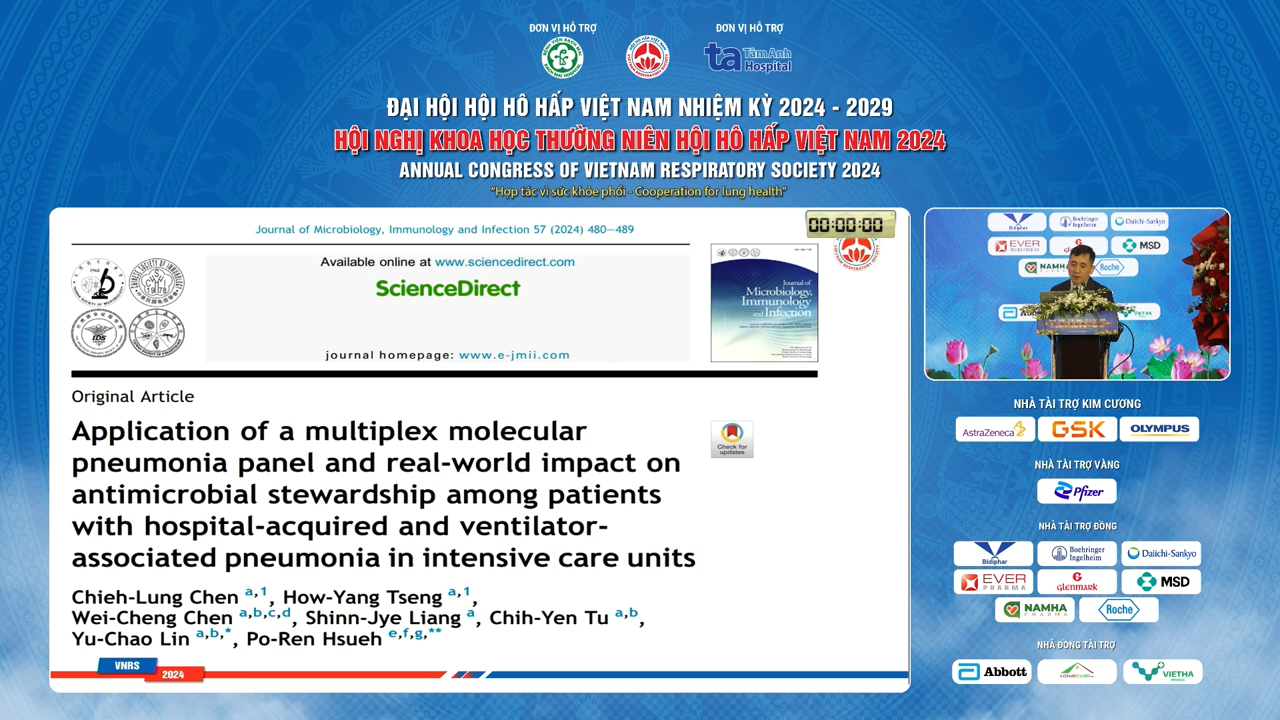 ĐƠN VỊ HỖ TRỢ
ĐƠN VỊ HỖ TRỢ
ta TâmAnh Hospital
ĐẠI HỘI HỘI HÔ HẤP VIỆT NAM NHIỆM KỲ 2024 - 2029
HỘI NGHỊ KHOA HỌC THƯỜNG NIÊN HỘI HÔ HẤP VIỆT NAM 2024
ANNUAL CONGRESS OF VIETNAM RESPIRATORY SOCIETY 2024
"Hợp tác vì sức khỏe phổi - Cooperation for lung health"
00:00:00
Journal of Microbiology, Immunology and Infection 57 (2024) 480–489
Available online at www.sciencedirect.com
ScienceDirect
journal homepage: www.e-jmii.com
Journal of
Microbiology,
Immunology
and Infection
Original Article
Application of a multiplex molecular
pneumonia panel and real-world impact on
antimicrobial stewardship among patients
with hospital-acquired and ventilator-
associated pneumonia in intensive care units
Check for
updates
Chieh-Lung Chen a,1, How-Yang Tseng a,1,
Wei-Cheng Chen a,b,c,d, Shinn-Jye Liang a, Chih-Yen Tu a,b,
Yu-Chao Lin a,b,*, Po-Ren Hsueh e,f,g,**
VNRS
2024
Bidiphar
Boehringer Ingelheim
Daiichi-Sankyo
EVER
MSD
NAMHA
Roche
VIETHA
NHÀ TÀI TRỢ KIM CƯƠNG
AstraZeneca
GSK
OLYMPUS
NHÀ TÀI TRỢ VÀNG
Pfizer
NHÀ TÀI TRỢ ĐỒNG
Bidiphar
Boehringer Ingelheim
Daiichi-Sankyo
EVER PHARMA
Glenmark
MSD
NAMHA PHARMA
Roche
NHÀ ĐỒNG TÀI TRỢ
Abbott
HOMECARE
VIETHA